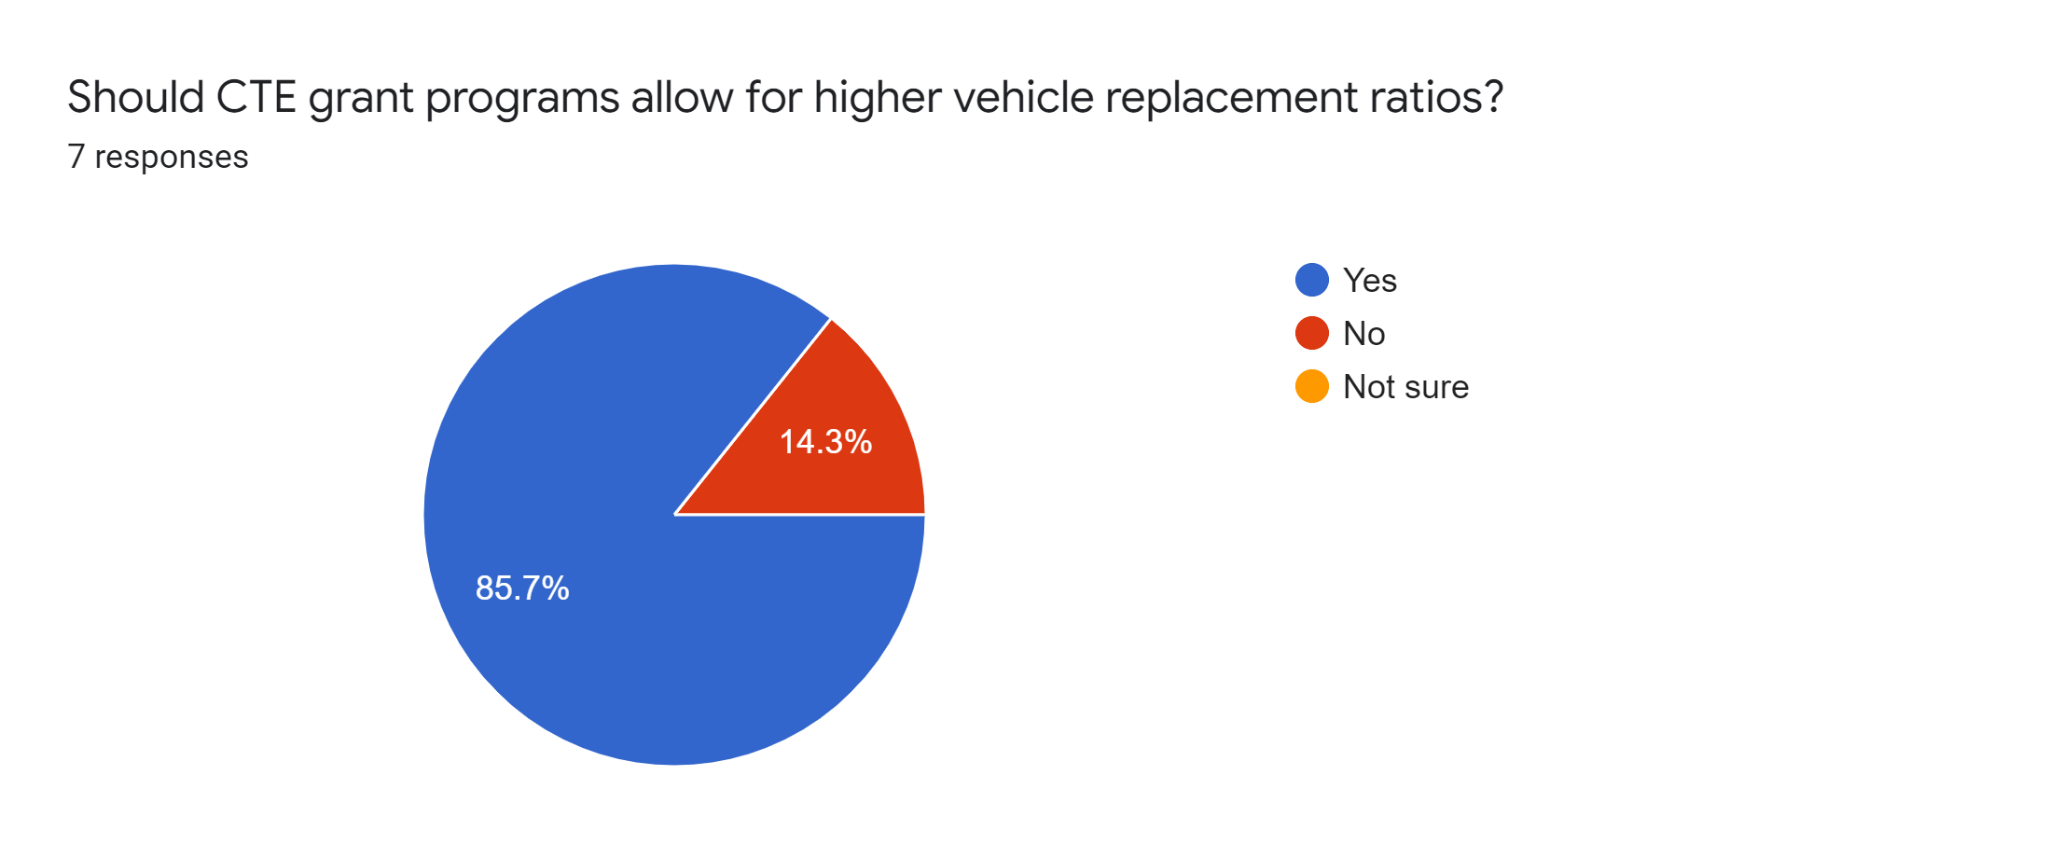 Should CTE grant programs allow for higher vehicle replacement ratios?
7 responses
Yes
No
Not sure
14.3%
85.7%